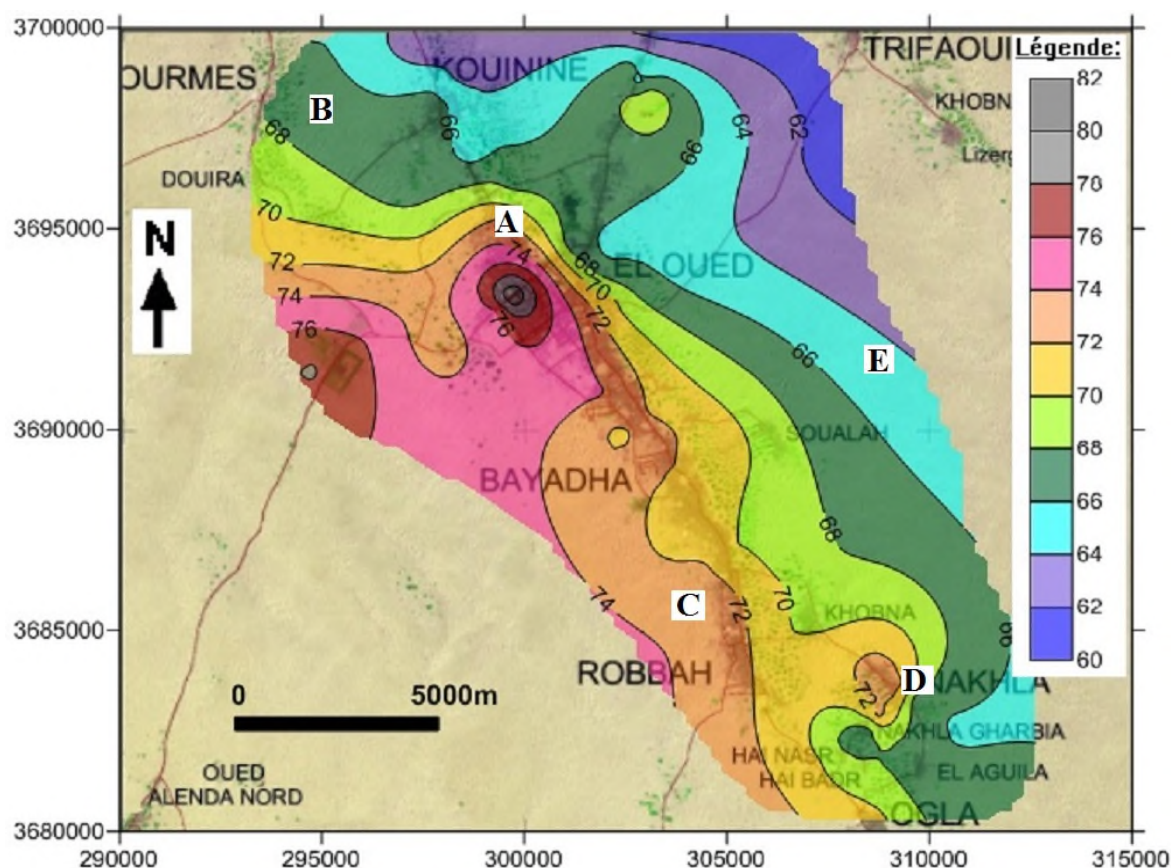 3700000
3695000
3690000
3685000
3680000
290000
295000
300000
305000
310000
315000
TRIFAOUI
Légende:
OURMES
KOUININE
B
KHOBN
Lizerg
66
62
64
66
68
DOUIRA
N
70
A
72
74
68
EL OUED
70
72
74
76
76
66
E
SOUALAH
BAYADHA
68
74
C
72
70
KHOBNA
66
ROBBAH
72
D
NAKHLA
NAKHLA GHARBIA
0 5000m
HAI NASR
HAI BADR
EL AGUILA
OUED
ALENDA NORD
OGLA
82
80
78
76
74
72
70
68
66
64
62
60